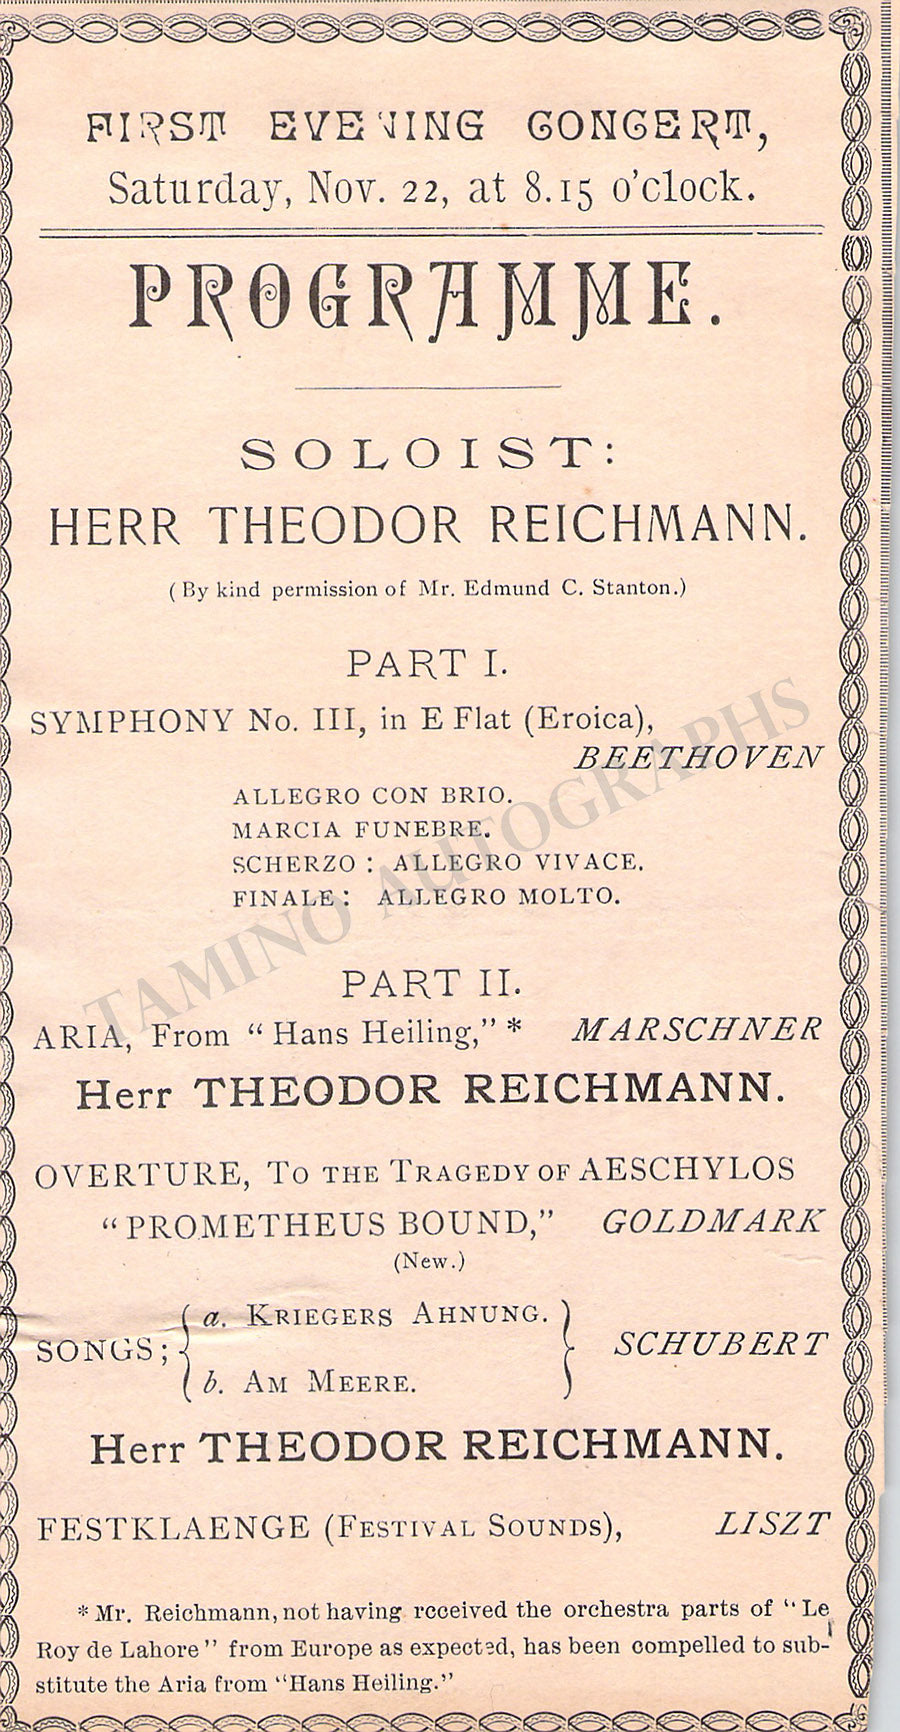 FIRST EVENING CONCERT,
Saturday, Nov. 22, at 8.15 o'clock.
PROGRAMME.
SOLOIST:
HERR THEODOR REICHMANN.
(By kind permission of Mr. Edmund C. Stanton.)
PART I.
SYMPHONY No. III, in E Flat (Eroica),
BEETHOVEN
ALLEGRO CON BRIO.
MARCIA FUNEBRE.
SCHERZO: ALLEGRO VIVACE.
FINALE: ALLEGRO MOLTO.
TAMINO AUTOGRAPHS
PART II.
ARIA, From "Hans Heiling,"* MARSCHNER
Herr THEODOR REICHMANN.
OVERTURE, TO THE TRAGEDY OF AESCHYLOS
"PROMETHEUS BOUND," GOLDMARK
(New.)
a. KRIEGERS AHNUNG.
SONGS; SCHUBERT
b. AM MEERE.
Herr THEODOR REICHMANN.
FESTKLAENGE (FESTIVAL SOUNDS), LISZT
* Mr. Reichmann, not having received the orchestra parts of "Le
Roy de Lahore" from Europe as expected, has been compelled to sub-
stitute the Aria from "Hans Heiling."